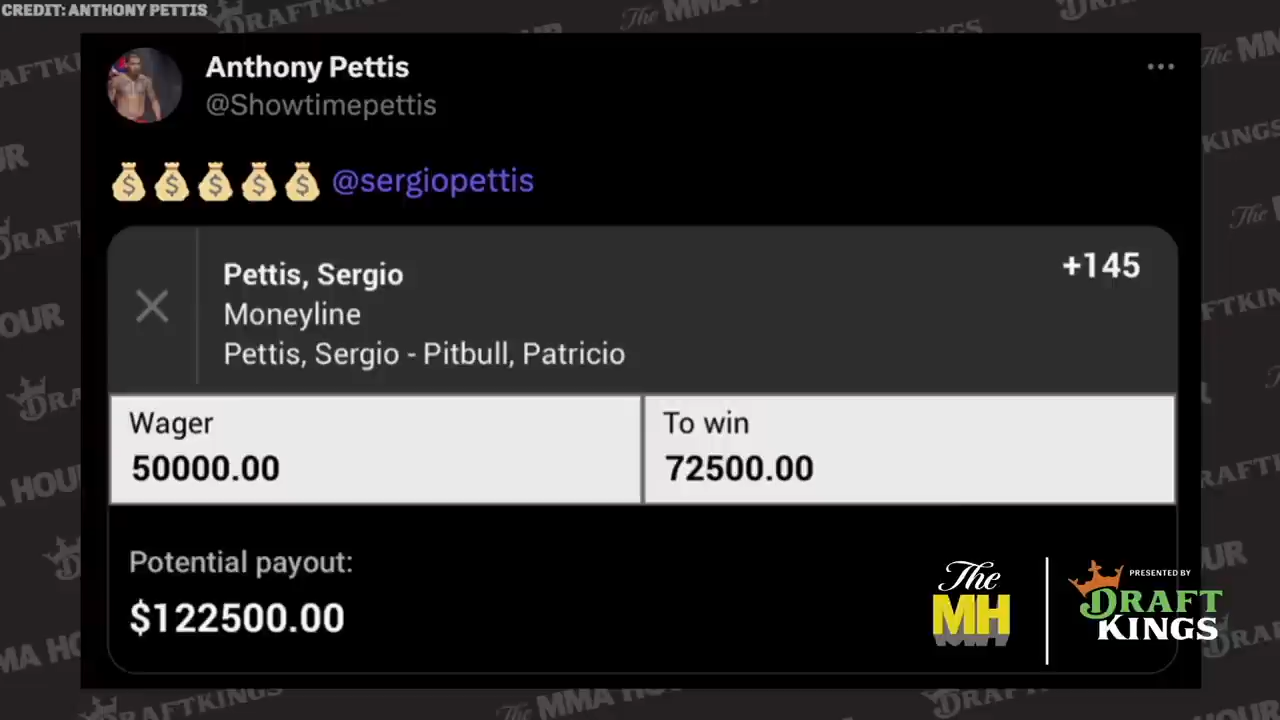 CREDIT: ANTHONY PETTIS
Anthony Pettis
@Showtimepettis
💰💰💰💰💰 @sergiopettis
Pettis, Sergio
+145
Moneyline
Pettis, Sergio - Pitbull, Patricio
Wager
To win
50000.00
72500.00
Potential payout:
$122500.00
The
MH
PRESENTED BY
DRAFT
KINGS